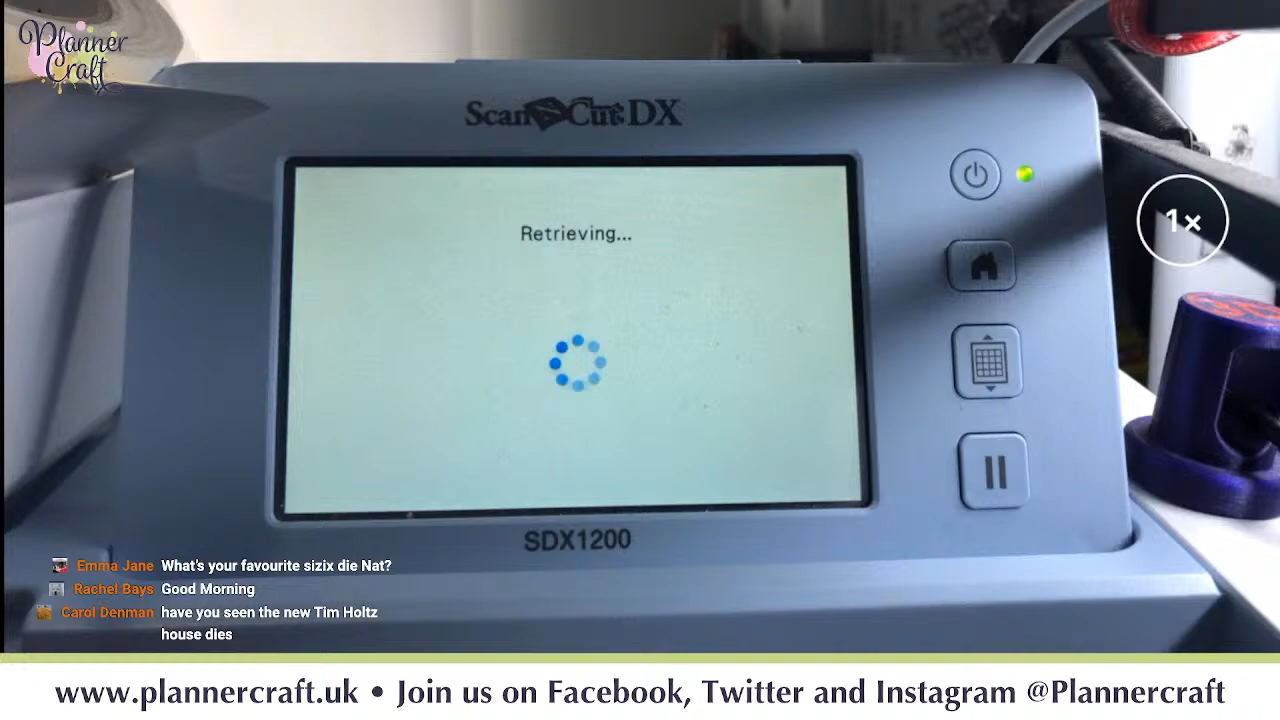 Planner
Craft
ScanNCut DX
Retrieving...
1×
SDX1200
Emma Jane What's your favourite sizix die Nat?
Rachel Bays Good Morning
Carol Denman have you seen the new Tim Holtz
house dies
www.plannercraft.uk • Join us on Facebook, Twitter and Instagram @Plannercraft